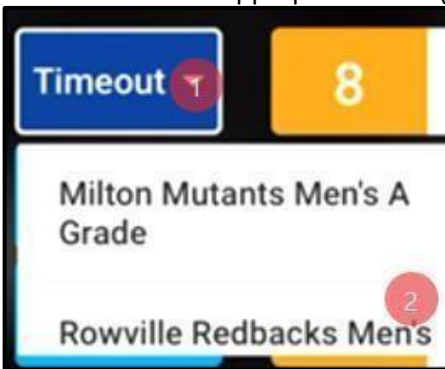 Timeout 1 8
Milton Mutants Men's A
Grade
2
Rowville Redbacks Men's